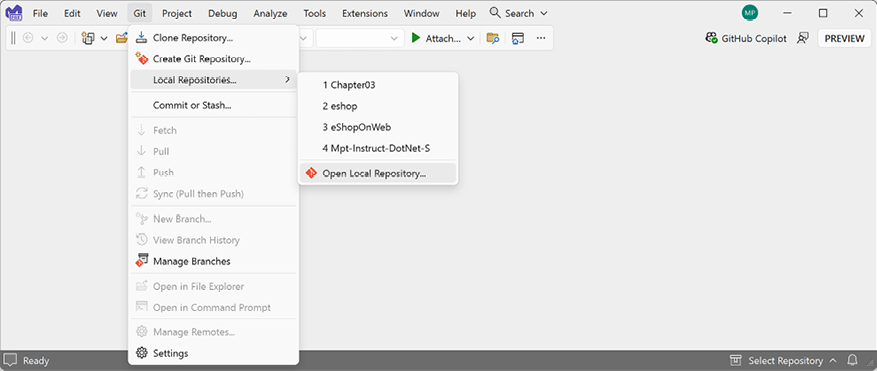 File Edit View Git Project Debug Analyze Tools Extensions Window Help Search MP
Attach... GitHub Copilot PREVIEW
Clone Repository...
Create Git Repository...
Local Repositories...
1 Chapter03
2 eshop
3 eShopOnWeb
4 Mpt-Instruct-DotNet-S
Open Local Repository...
Commit or Stash...
Fetch
Pull
Push
Sync (Pull then Push)
New Branch...
View Branch History
Manage Branches
Open in File Explorer
Open in Command Prompt
Manage Remotes...
Settings
Ready Select Repository